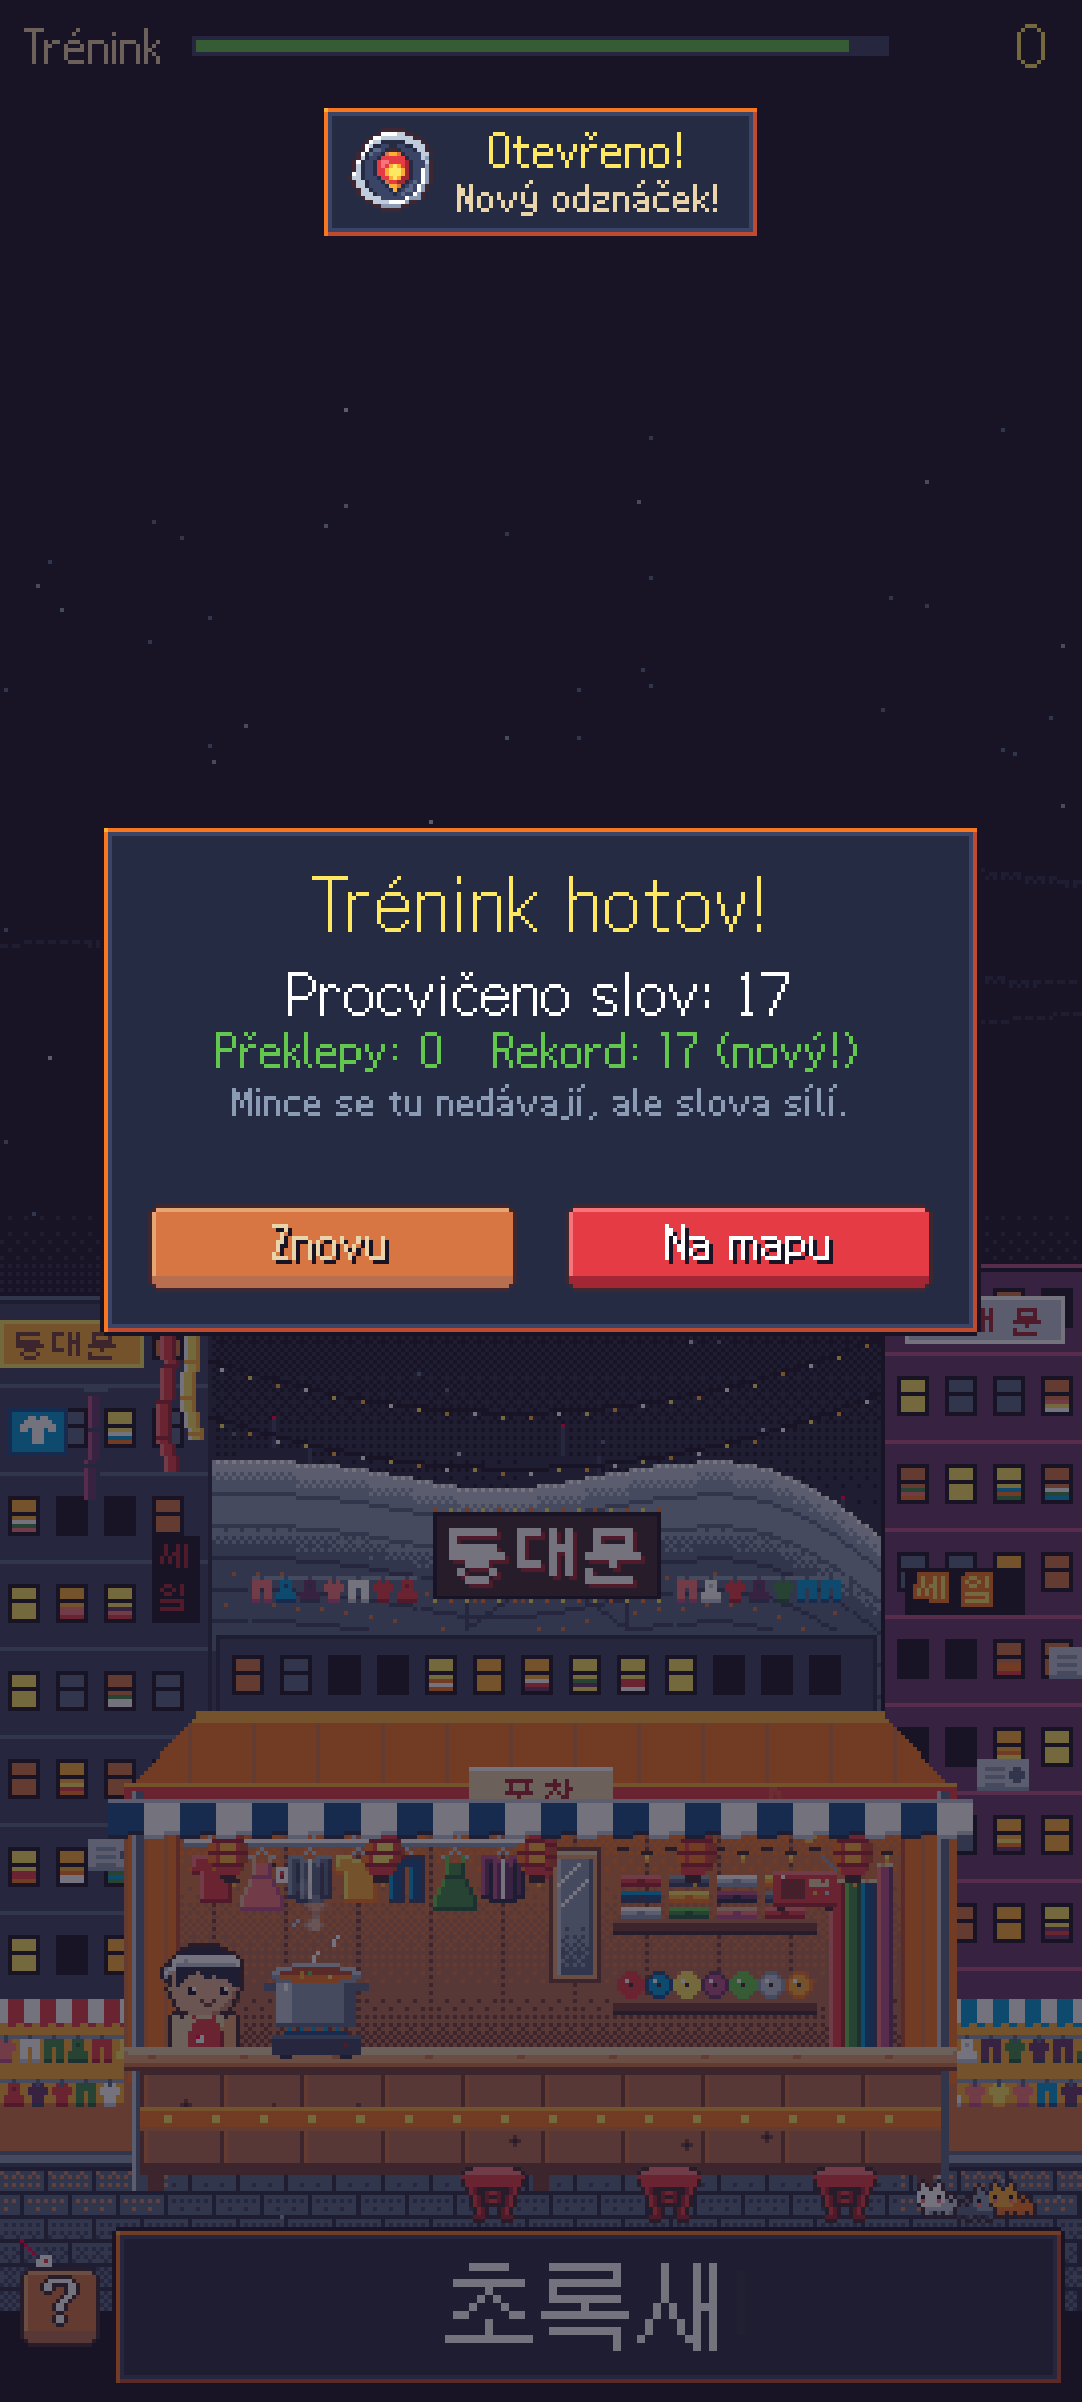 Trénink
0
Otevřeno!
Nový odznáček!
Trénink hotov!
Procvičeno slov: 17
Překlepy: 0 Rekord: 17 (nový!)
Mince se tu nedávají, ale slova sílí.
Znovu
Na mapu
동대문
문
동대문
세일
세일
포차
?
초록새